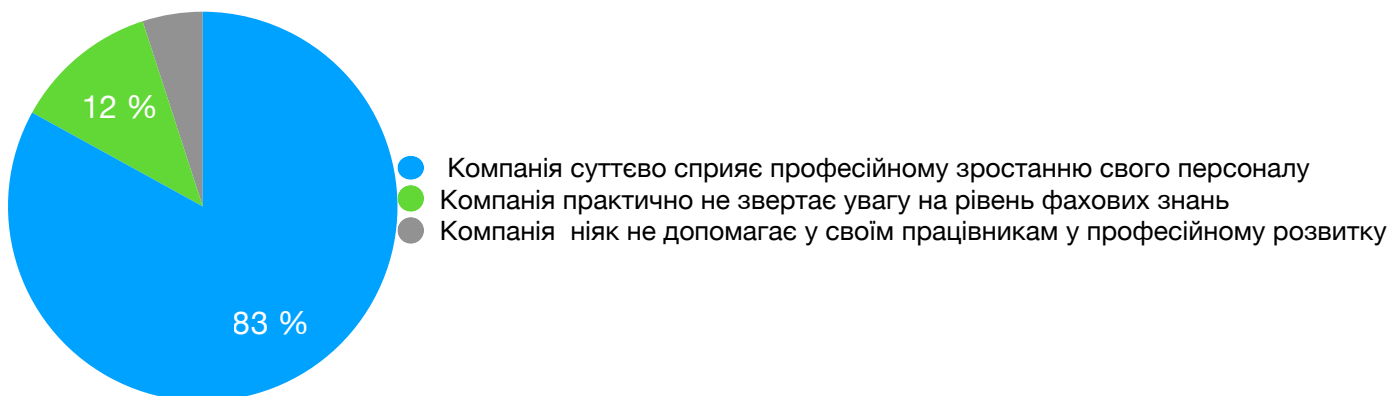 12 %
Компанія суттєво сприяє професійному зростанню свого персоналу
Компанія практично не звертає увагу на рівень фахових знань
Компанія ніяк не допомагає у своїм працівникам у професійному розвитку
83 %